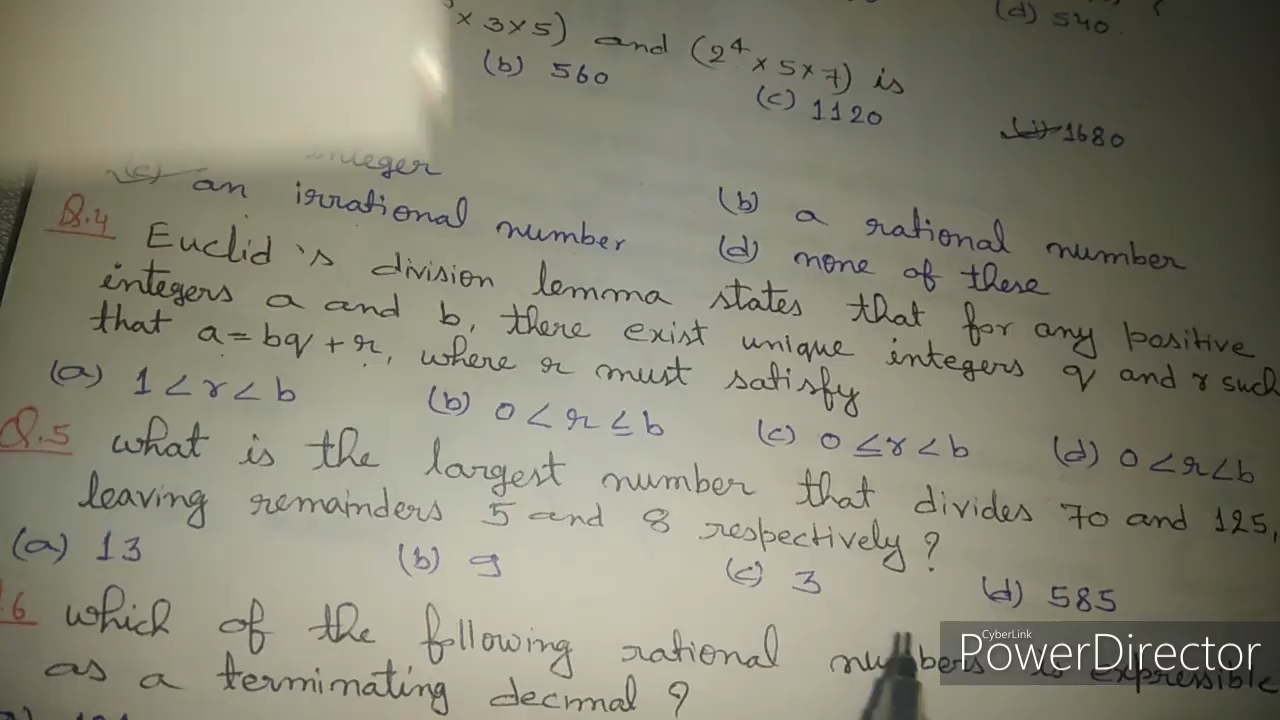 (d) 540.
× 3 × 5) and (2⁴ × 5 × 7) is
(b) 560 (c) 1120 1680
integer (b) a rational number
(c) an irrational number (d) none of these
Q.4 Euclid's division lemma states that for any positive
integers a and b, there exist unique integers q and r such
that a = bq + r, where r must satisfy
(a) 1 < r < b (b) 0 < r ≤ b (c) 0 ≤ r < b (d) 0 < r < b
Q.5 what is the largest number that divides 70 and 125,
leaving remainders 5 and 8 respectively ?
(a) 13 (b) 9 (c) 3 (d) 585
.6 which of the following rational numbers is expressible
as a terminating decimal ?
CyberLink
PowerDirector